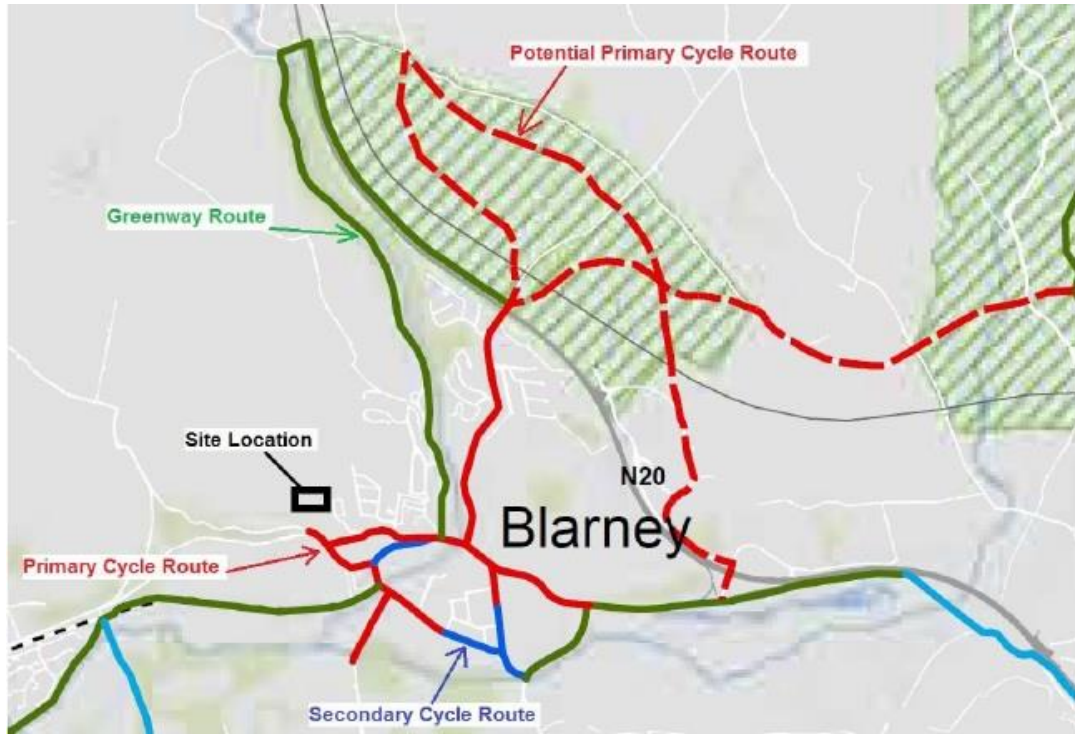 Potential Primary Cycle Route
Greenway Route
Site Location
N20
Blarney
Primary Cycle Route
Secondary Cycle Route